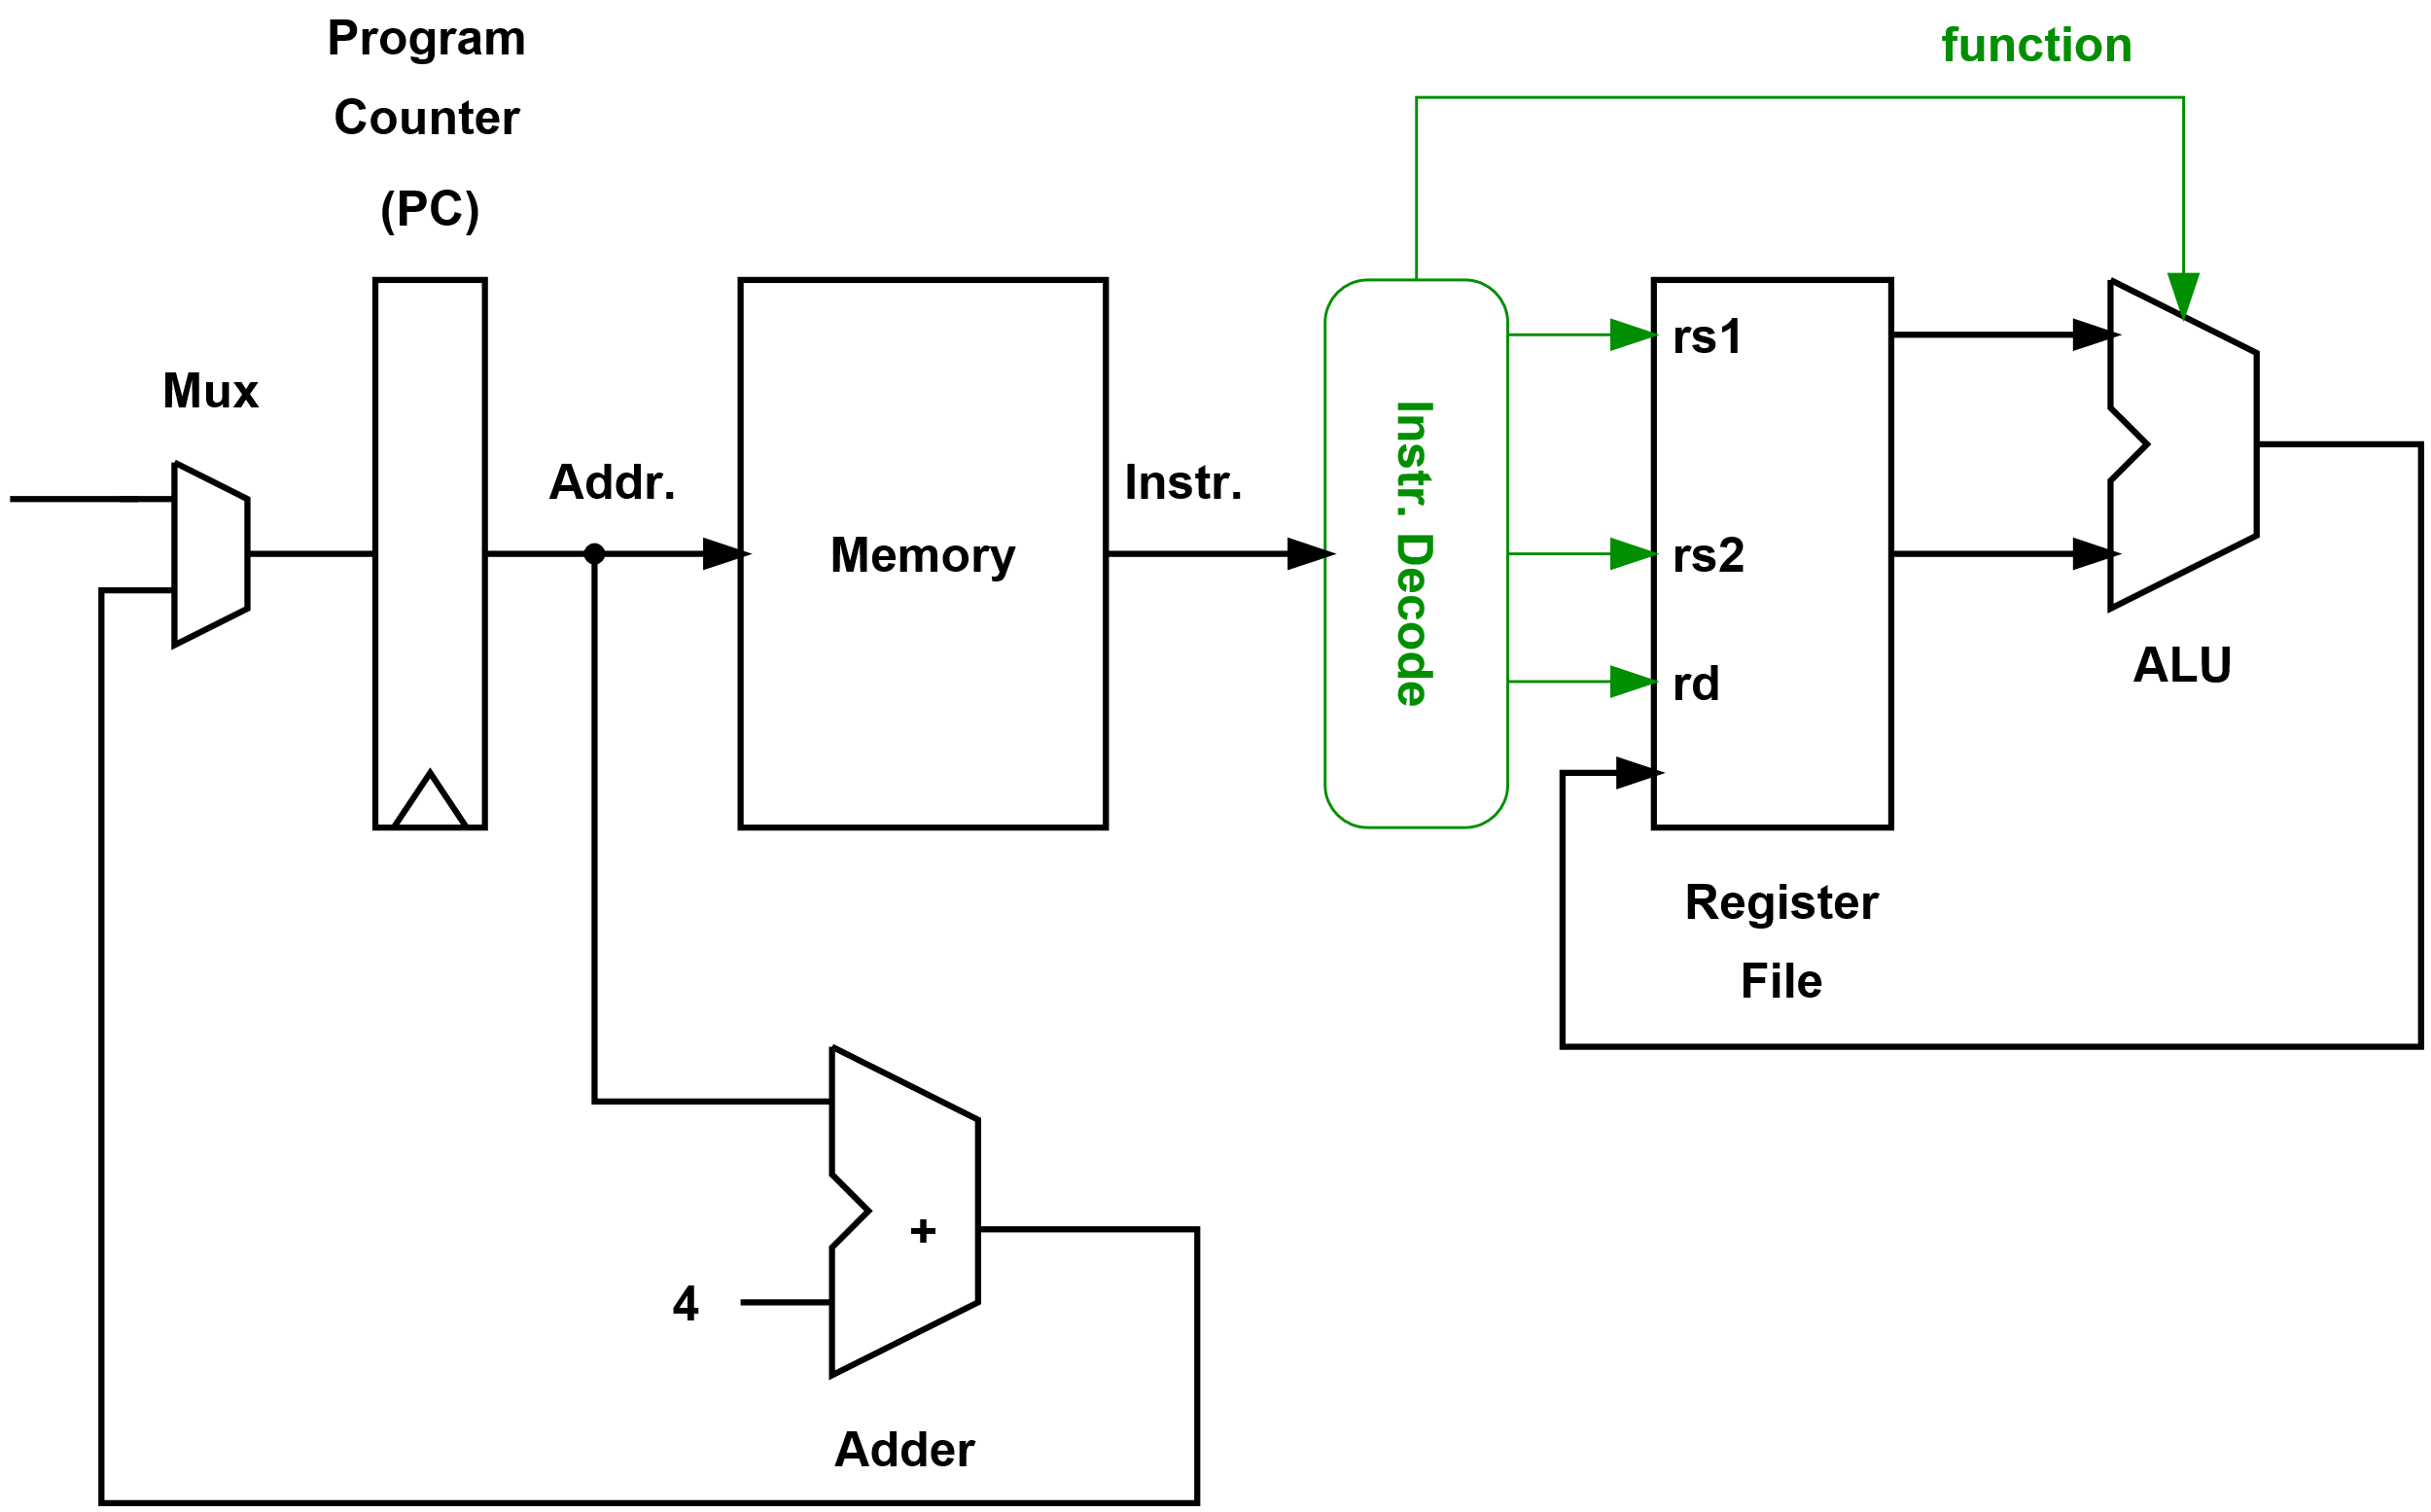 Program
Counter
(PC)
function
Mux
Addr.
Memory
Instr.
Instr. Decode
rs1
rs2
rd
ALU
Register
File
4
+
Adder